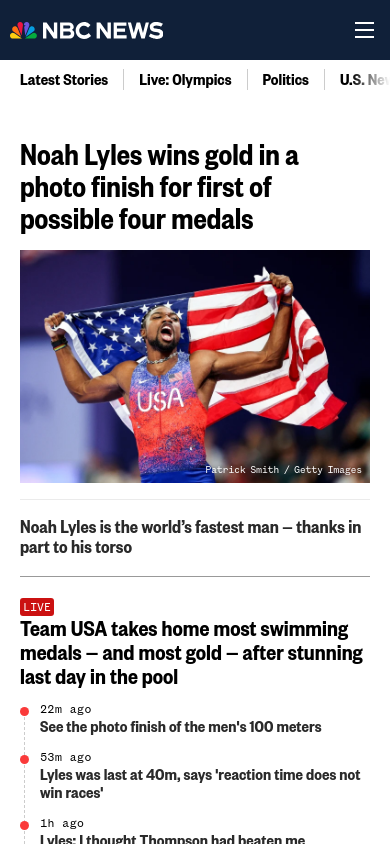 NBC NEWS
Latest Stories
Live: Olympics
Politics
U.S.
Noah Lyles wins gold in a
photo finish for first of
possible four medals
USA
Patrick Smith / Getty Images
Noah Lyles is the world’s fastest man – thanks in
part to his torso
LIVE
Team USA takes home most swimming
medals – and most gold – after stunning
last day in the pool
22m ago
See the photo finish of the men's 100 meters
53m ago
Lyles was last at 40m, says 'reaction time does not
win races'
1h ago
Lyles: I thought Thompson had beaten me